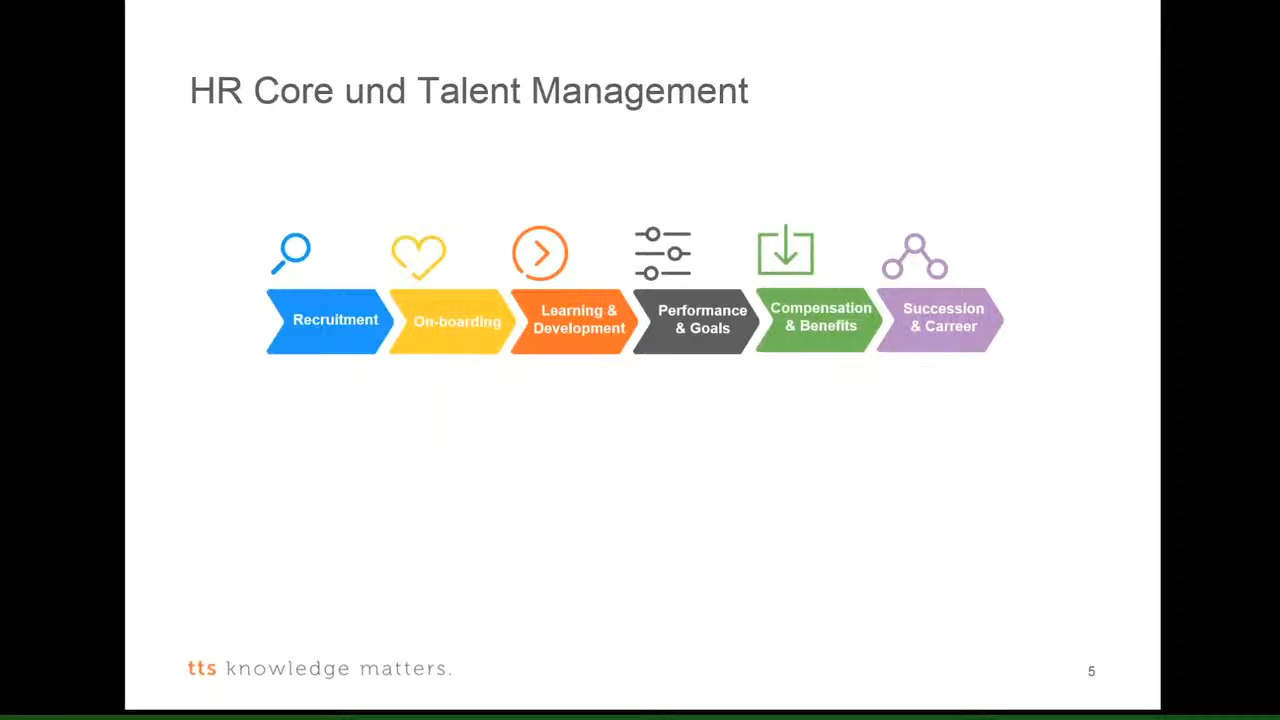 HR Core und Talent Management
Recruitment
On-boarding
Learning &
Development
Performance
& Goals
Compensation
& Benefits
Succession
& Carreer
tts knowledge matters.
5